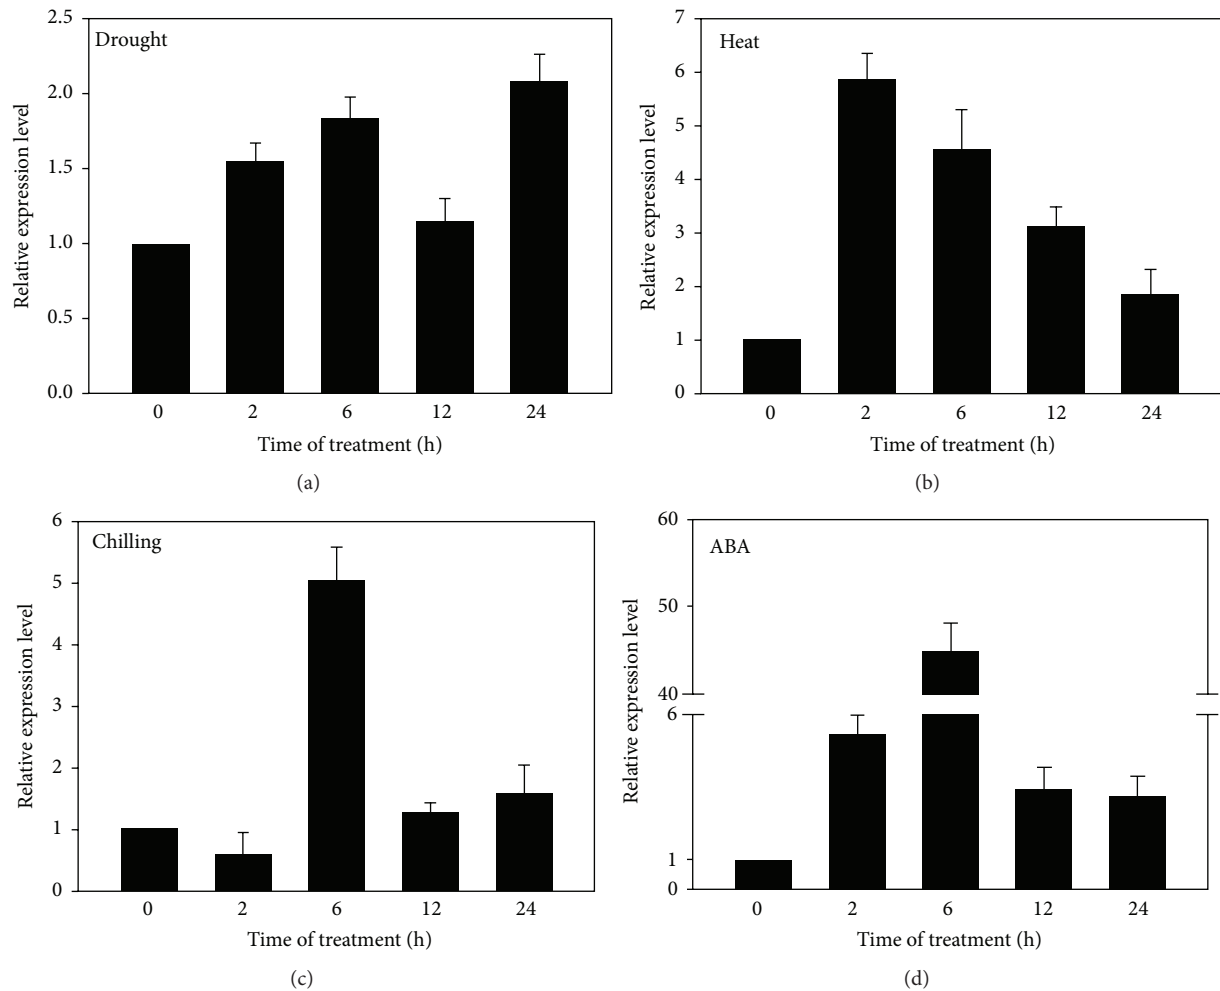 Drought
Relative expression level
2.5
2.0
1.5
1.0
0.5
0.0
0 2 6 12 24
Time of treatment (h)
(a)
Heat
Relative expression level
7
6
5
4
3
2
1
0
0 2 6 12 24
Time of treatment (h)
(b)
Chilling
Relative expression level
6
5
4
3
2
1
0
0 2 6 12 24
Time of treatment (h)
(c)
ABA
Relative expression level
60
50
40
6
1
0
0 2 6 12 24
Time of treatment (h)
(d)